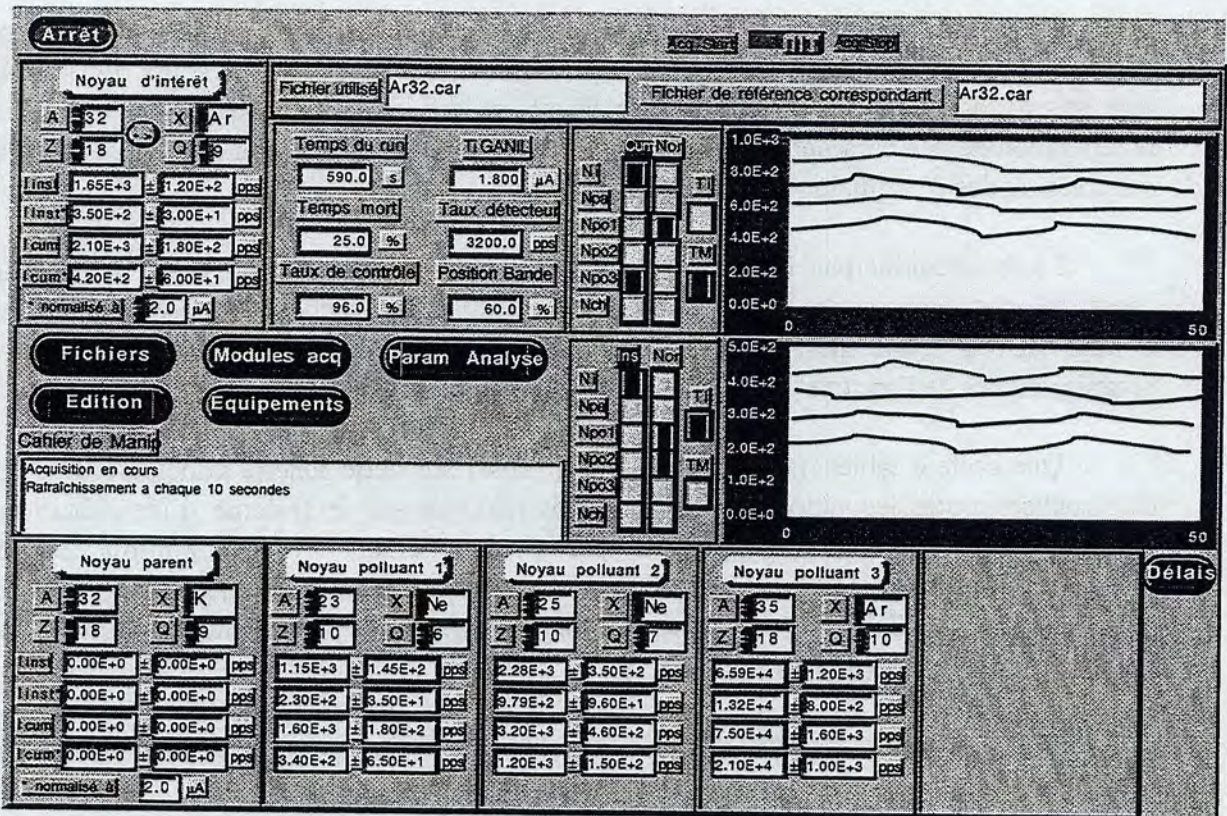 Arrêt
Acq. Start
Acq Stop
Noyau d'intérêt
A 32 X Ar
Z 18 Q 9
I inst 1.65E+3 ± 1.20E+2 pps
I inst* 3.50E+2 ± 3.00E+1 pps
I cum 2.10E+3 ± 1.80E+2 pps
I cum* 4.20E+2 ± 6.00E+1 pps
* normalisé à 2.0 µA
Fichier utilisé Ar32.car
Fichier de référence correspondant Ar32.car
Temps du run
590.0 s
TI GANIL
1.800 µA
Temps mort
25.0 %
Taux détecteur
3200.0 pps
Taux de contrôle
96.0 %
Position Bande
60.0 %
Cum Nor
N.I
Npa
Npo1
Npo2
Npo3
Nch
T.I
TM
1.0E+3
8.0E+2
6.0E+2
4.0E+2
2.0E+2
0.0E+0
0 50
Fichiers
Modules acq
Param Analyse
Edition
Equipements
Cahier de Manip
Acquisition en cours
Rafraîchissement a chaque 10 secondes
Ins Nor
N.I
Npa
Npo1
Npo2
Npo3
Nch
T.I
TM
5.0E+2
4.0E+2
3.0E+2
2.0E+2
1.0E+2
0.0E+0
0 50
Noyau parent
A 32 X K
Z 18 Q 9
I inst 0.00E+0 ± 0.00E+0 pps
I inst* 0.00E+0 ± 0.00E+0 pps
I cum 0.00E+0 ± 0.00E+0 pps
I cum* 0.00E+0 ± 0.00E+0 pps
* normalisé à 2.0 µA
Noyau polluant 1
A 23 X Ne
Z 10 Q 6
1.15E+3 ± 1.45E+2 pps
2.30E+2 ± 3.50E+1 pps
1.60E+3 ± 1.80E+2 pps
3.40E+2 ± 6.50E+1 pps
Noyau polluant 2
A 25 X Ne
Z 10 Q 7
2.28E+3 ± 3.50E+2 pps
9.79E+2 ± 9.60E+1 pps
3.20E+3 ± 4.60E+2 pps
1.20E+3 ± 1.50E+2 pps
Noyau polluant 3
A 35 X Ar
Z 18 Q 10
6.59E+4 ± 1.20E+3 pps
1.32E+4 ± 8.00E+2 pps
7.50E+4 ± 1.60E+3 pps
2.10E+4 ± 1.00E+3 pps
Délais